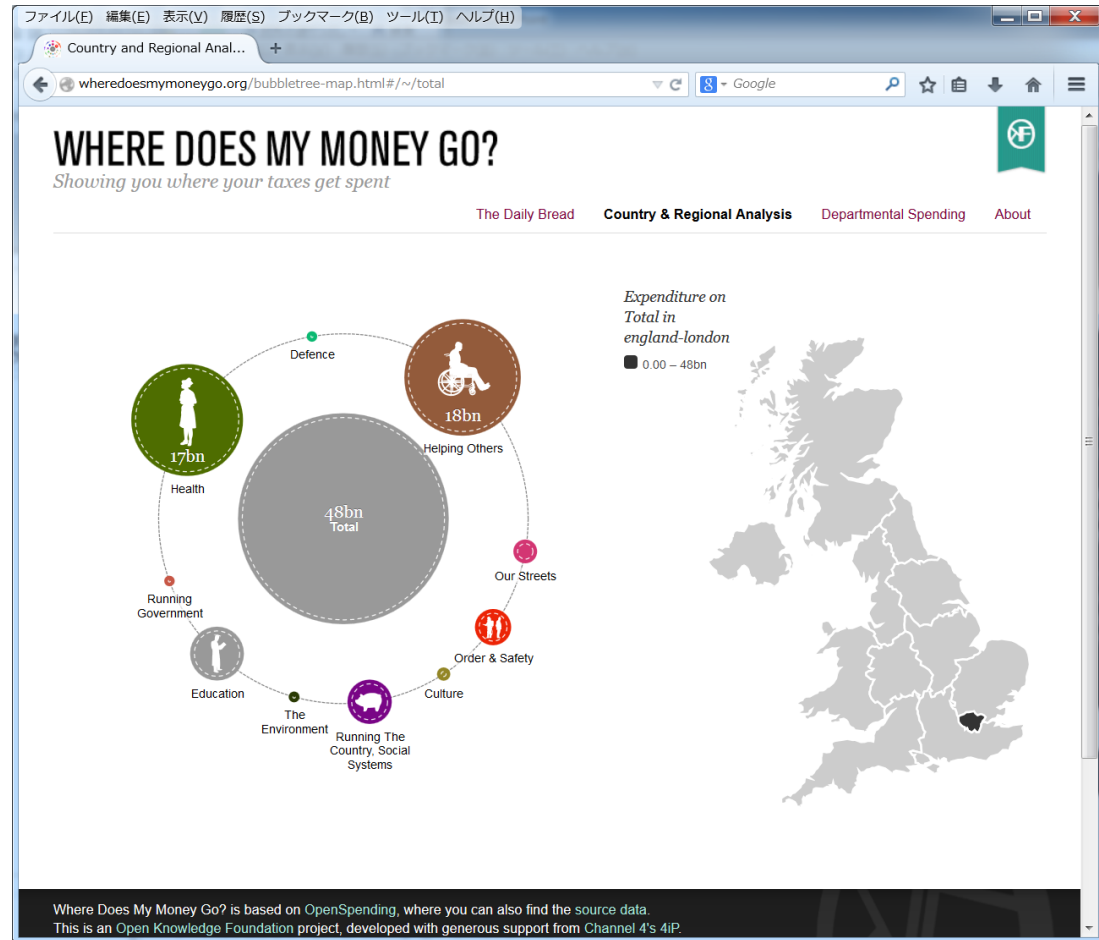 ファイル(F) 編集(E) 表示(V) 履歴(S) ブックマーク(B) ツール(T) ヘルプ(H)
Country and Regional Anal...
wheredoesmymoneygo.org/bubbletree-map.html#/~/total
Google
WHERE DOES MY MONEY GO?
Showing you where your taxes get spent
The Daily Bread Country & Regional Analysis Departmental Spending About
Expenditure on
Total in
england-london
0.00 – 48bn
Defence
18bn
Helping Others
17bn
Health
48bn
Total
Our Streets
Running
Government
Order & Safety
Education
Culture
The
Environment
Running The
Country, Social
Systems
Where Does My Money Go? is based on OpenSpending, where you can also find the source data.
This is an Open Knowledge Foundation project, developed with generous support from Channel 4's 4iP.